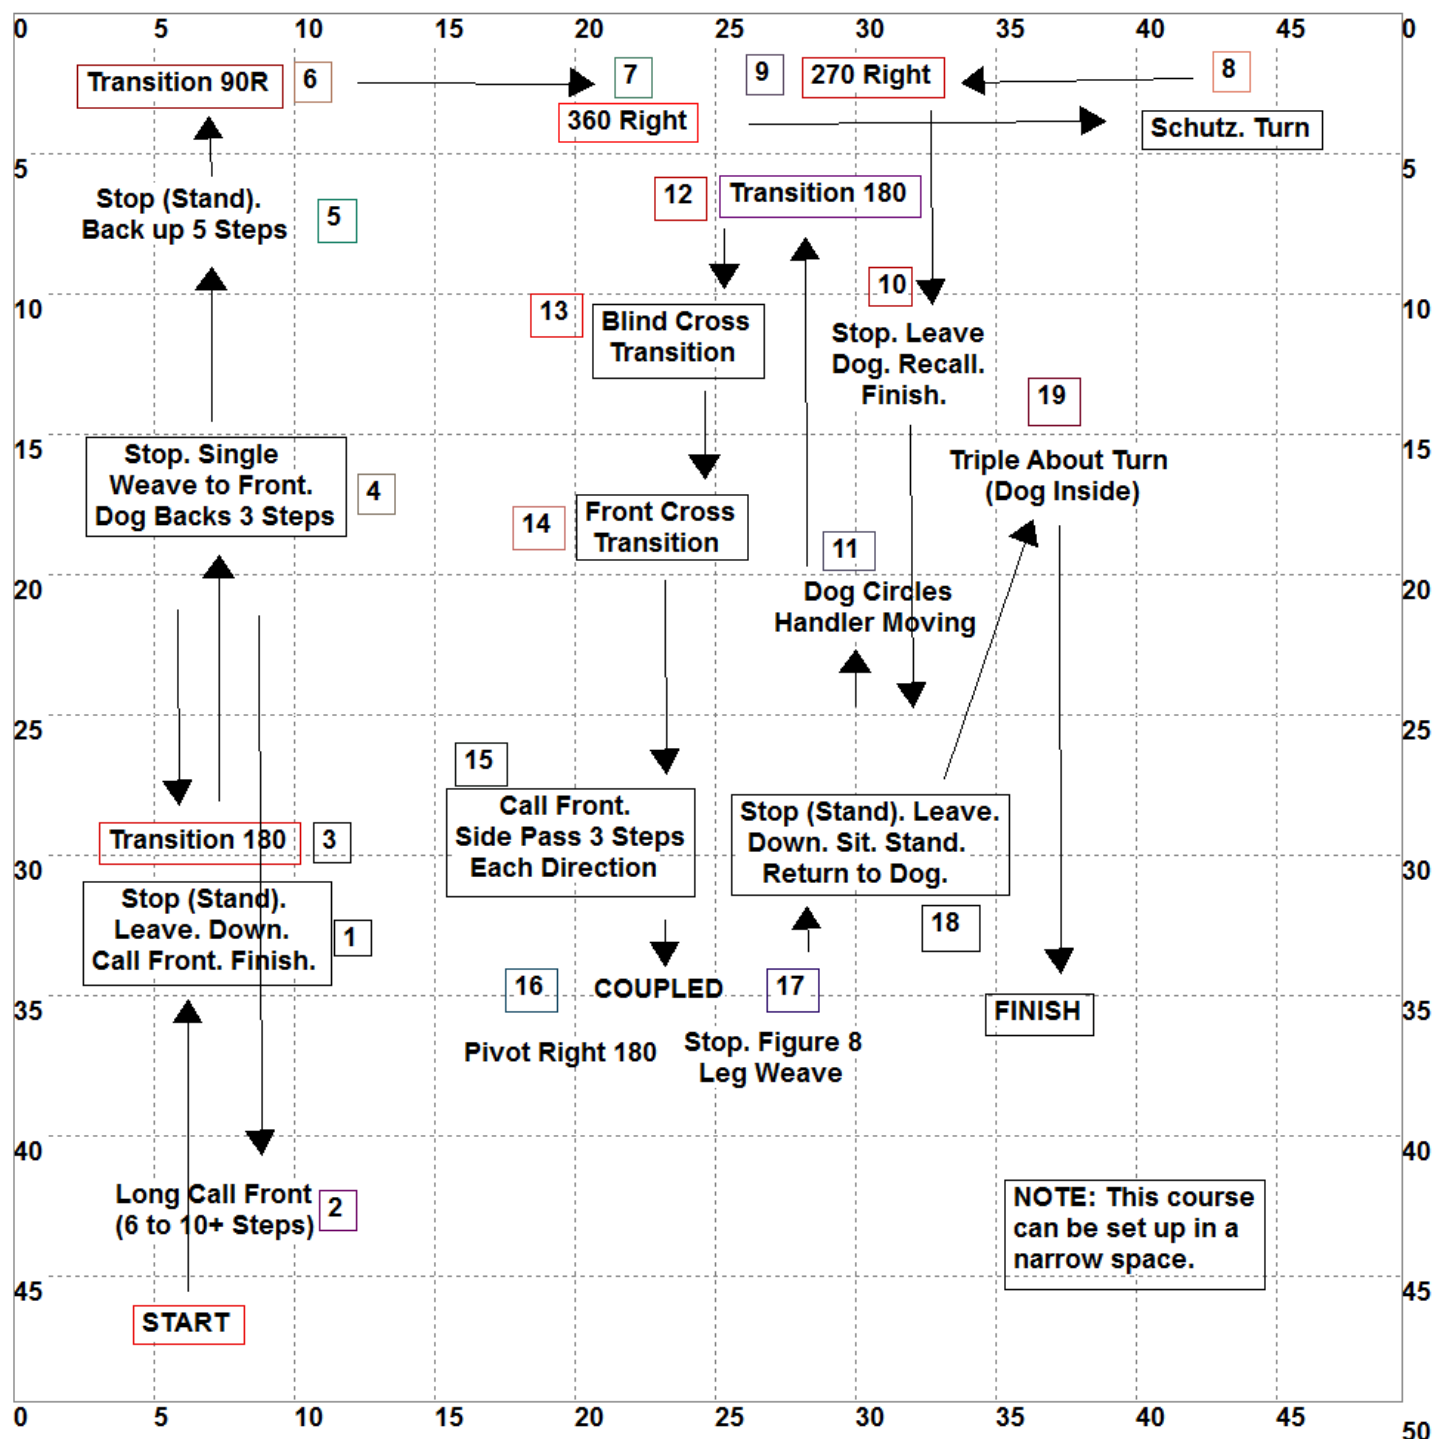 0 5 10 20 25 30 35 40 45 0
Transition 90R 6
7
9
270 Right
8
360 Right
Schutz. Turn
5 5
Stop (Stand).
Back up 5 Steps
5
12
Transition 180
10
10 10
13
Blind Cross
Transition
Stop. Leave
Dog. Recall.
Finish.
19
15 15
Stop. Single
Weave to Front.
Dog Backs 3 Steps
4
Triple About Turn
(Dog Inside)
14
Front Cross
Transition
11
20 20
Dog Circles
Handler Moving
25 25
15
Call Front.
Side Pass 3 Steps
Each Direction
Stop (Stand). Leave.
Down. Sit. Stand.
Return to Dog.
Transition 180 3
30 30
Stop (Stand).
Leave. Down.
Call Front. Finish.
1
18
16
COUPLED
17
35 35
FINISH
Pivot Right 180
Stop. Figure 8
Leg Weave
40 40
Long Call Front
(6 to 10+ Steps)
2
NOTE: This course
can be set up in a
narrow space.
45 45
START
0 5 10 20 25 30 35 40 45 50